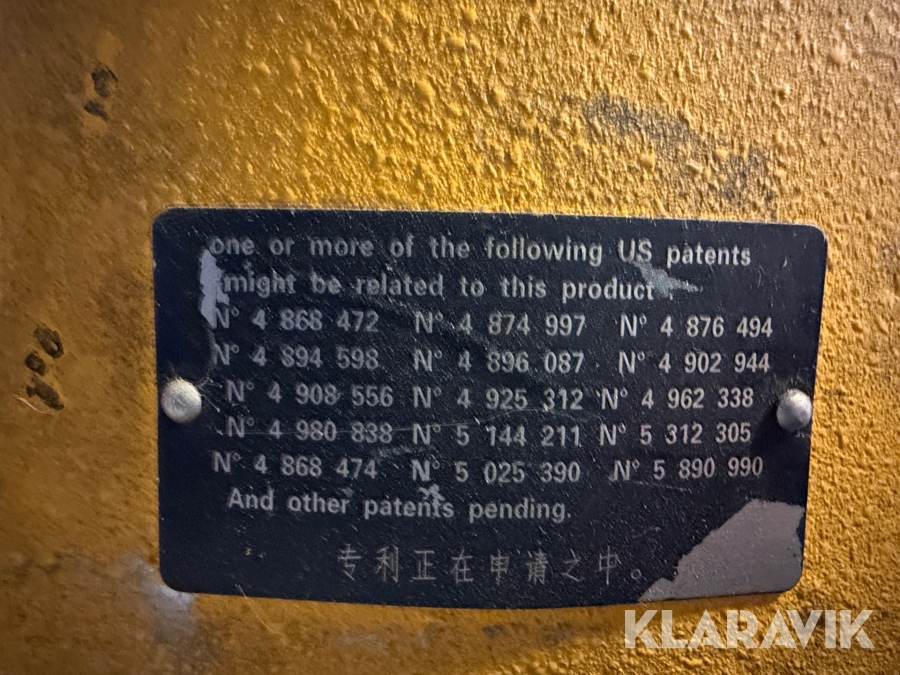 one or more of the following US patents
might be related to this product .
N° 4 868 472 N° 4 874 997 N° 4 876 494
N° 4 894 598 N° 4 896 087 N° 4 902 944
N° 4 908 556 N° 4 925 312 N° 4 962 338
N° 4 980 838 N° 5 144 211 N° 5 312 305
N° 4 868 474 N° 5 025 390 N° 5 890 990
And other patents pending.
专利正在申请之中。
KLARAVIK